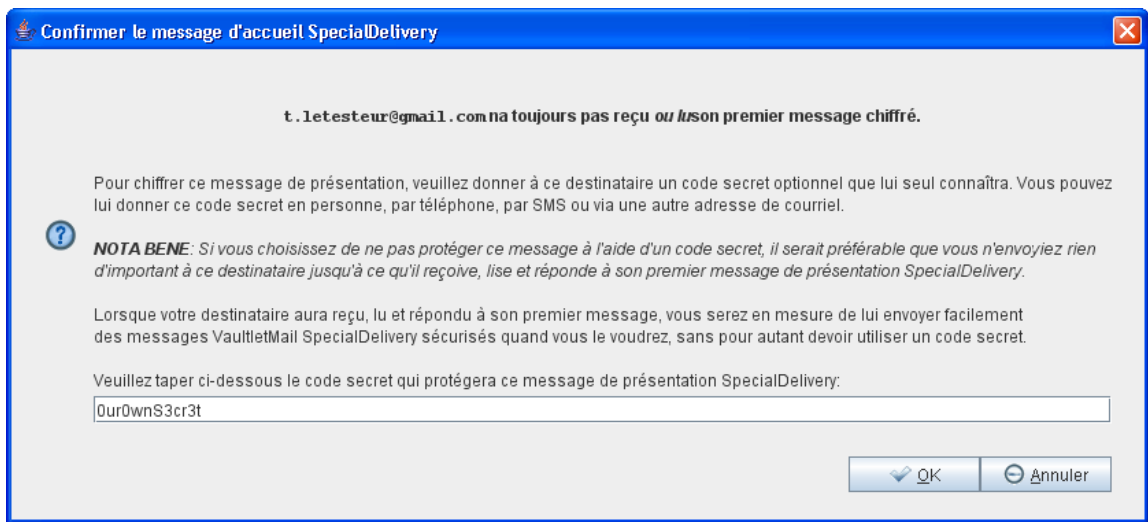 Confirmer le message d'accueil SpecialDelivery
t.letesteur@gmail.com na toujours pas reçu ou luson premier message chiffré.
Pour chiffrer ce message de présentation, veuillez donner à ce destinataire un code secret optionnel que lui seul connaîtra. Vous pouvez
lui donner ce code secret en personne, par téléphone, par SMS ou via une autre adresse de courriel.
NOTA BENE: Si vous choisissez de ne pas protéger ce message à l'aide d'un code secret, il serait préférable que vous n'envoyiez rien
d'important à ce destinataire jusqu'à ce qu'il reçoive, lise et réponde à son premier message de présentation SpecialDelivery.
Lorsque votre destinataire aura reçu, lu et répondu à son premier message, vous serez en mesure de lui envoyer facilement
des messages VaultletMail SpecialDelivery sécurisés quand vous le voudrez, sans pour autant devoir utiliser un code secret.
Veuillez taper ci-dessous le code secret qui protégera ce message de présentation SpecialDelivery:
0ur0wnS3cr3t
OK Annuler